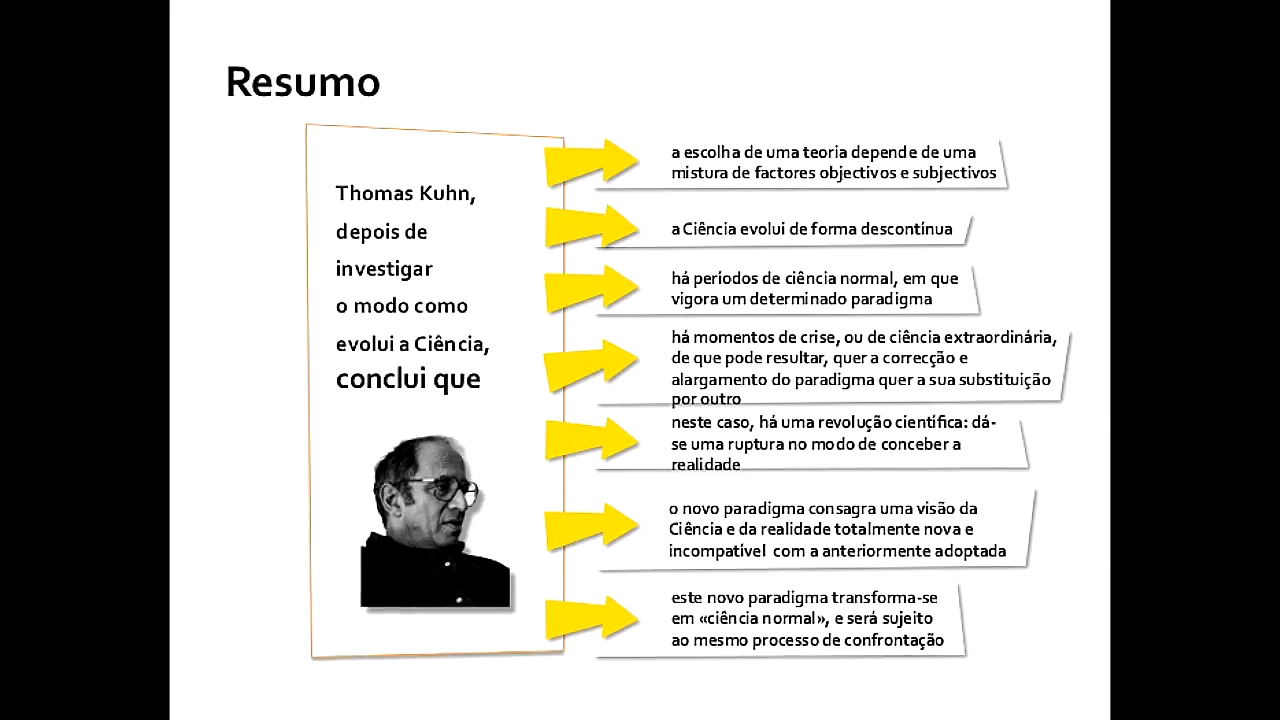 Resumo
Thomas Kuhn,
depois de
investigar
o modo como
evolui a Ciência,
conclui que
a escolha de uma teoria depende de uma
mistura de factores objectivos e subjectivos
a Ciência evolui de forma descontínua
há períodos de ciência normal, em que
vigora um determinado paradigma
há momentos de crise, ou de ciência extraordinária,
de que pode resultar, quer a correcção e
alargamento do paradigma quer a sua substituição
por outro
neste caso, há uma revolução científica: dá-
se uma ruptura no modo de conceber a
realidade
o novo paradigma consagra uma visão da
Ciência e da realidade totalmente nova e
incompatível com a anteriormente adoptada
este novo paradigma transforma-se
em «ciência normal», e será sujeito
ao mesmo processo de confrontação